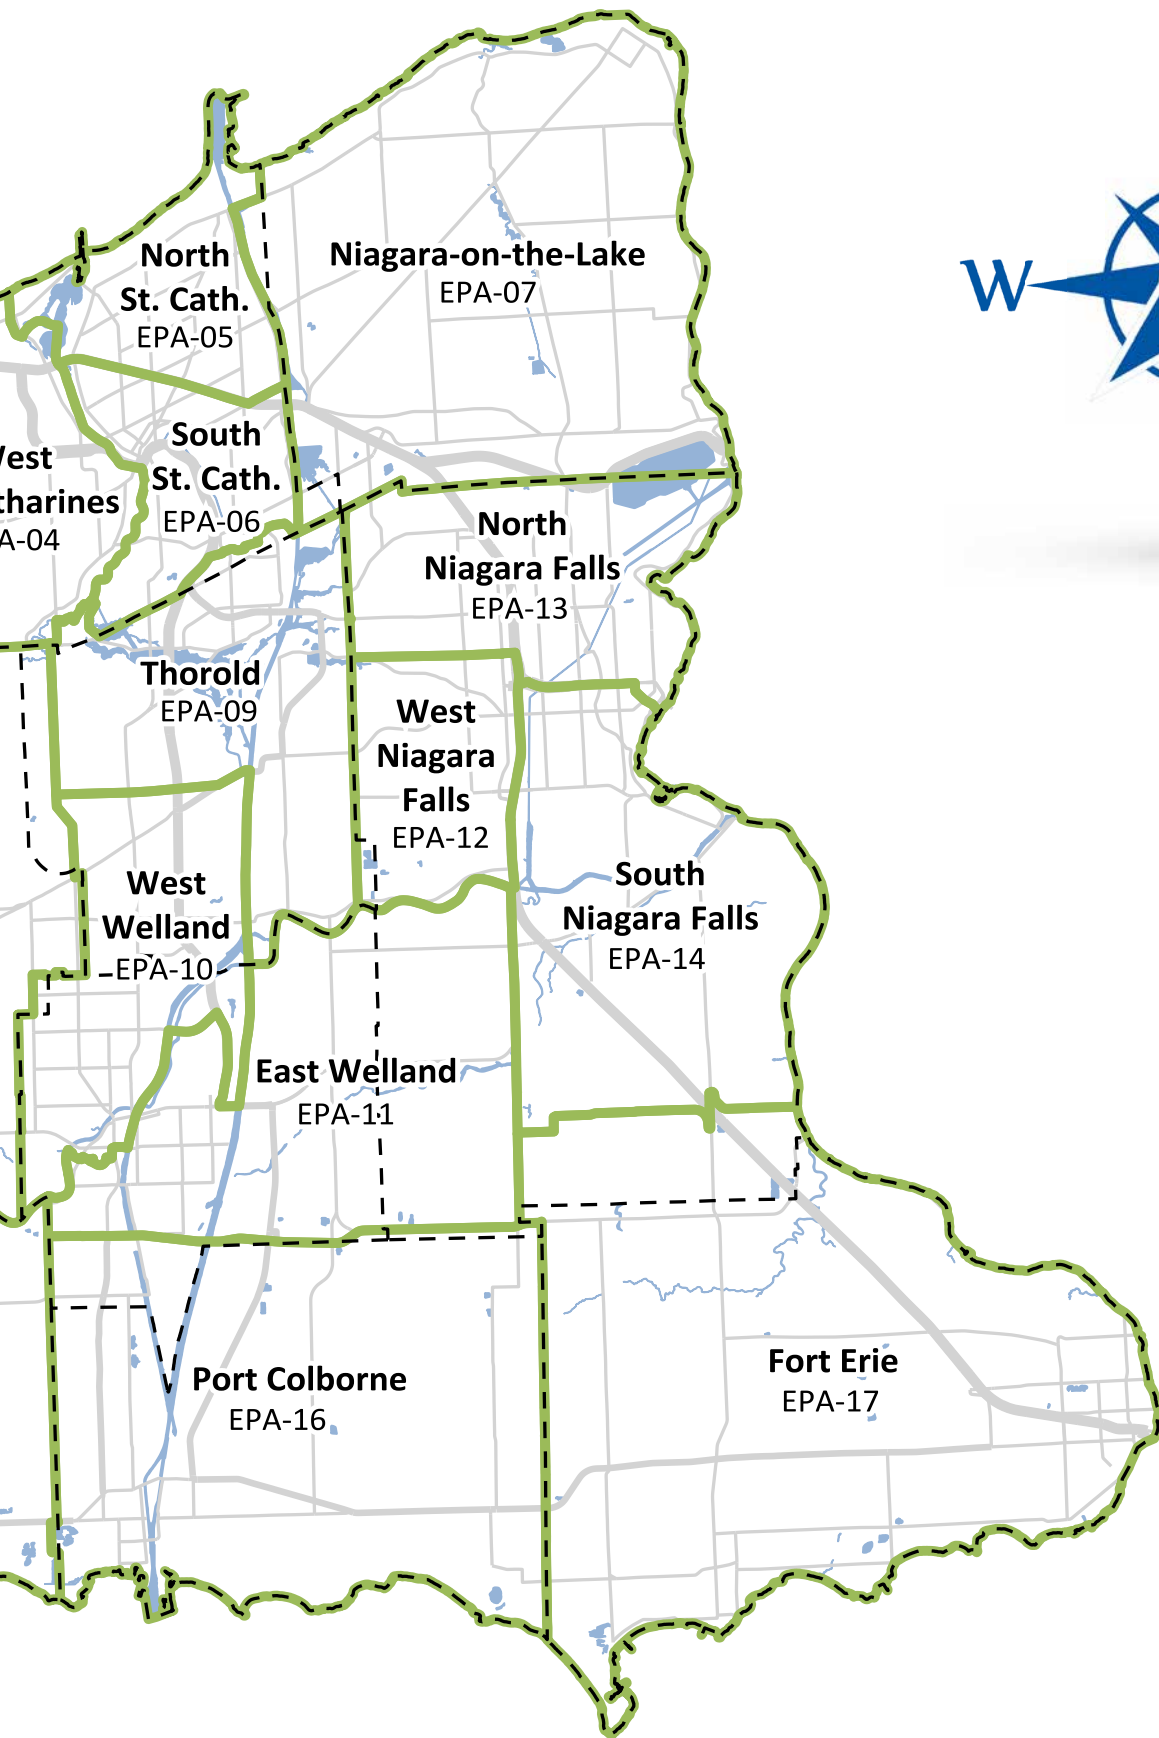 North
St. Cath.
EPA-05
Niagara-on-the-Lake
EPA-07
W
South
St. Cath.
EPA-06
est
tharines
A-04
North
Niagara Falls
EPA-13
Thorold
EPA-09
West
Niagara
Falls
EPA-12
West
Welland
EPA-10
South
Niagara Falls
EPA-14
East Welland
EPA-11
Port Colborne
EPA-16
Fort Erie
EPA-17